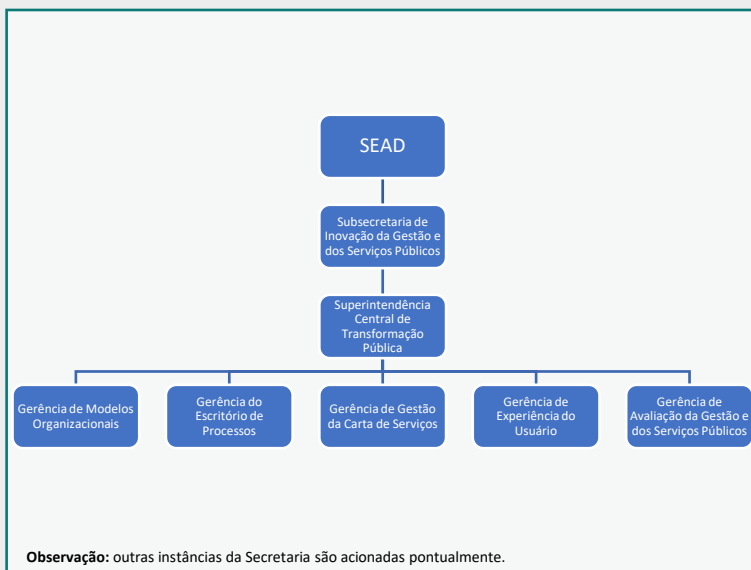 SEAD
Subsecretaria de
Inovação da Gestão e
dos Serviços Públicos
Superintendência
Central de
Transformação
Pública
Gerência de Modelos
Organizacionais
Gerência do
Escritório de
Processos
Gerência de Gestão
da Carta de Serviços
Gerência de
Experiência do
Usuário
Gerência de
Avaliação da Gestão e
dos Serviços Públicos
Observação: outras instâncias da Secretaria são acionadas pontualmente.